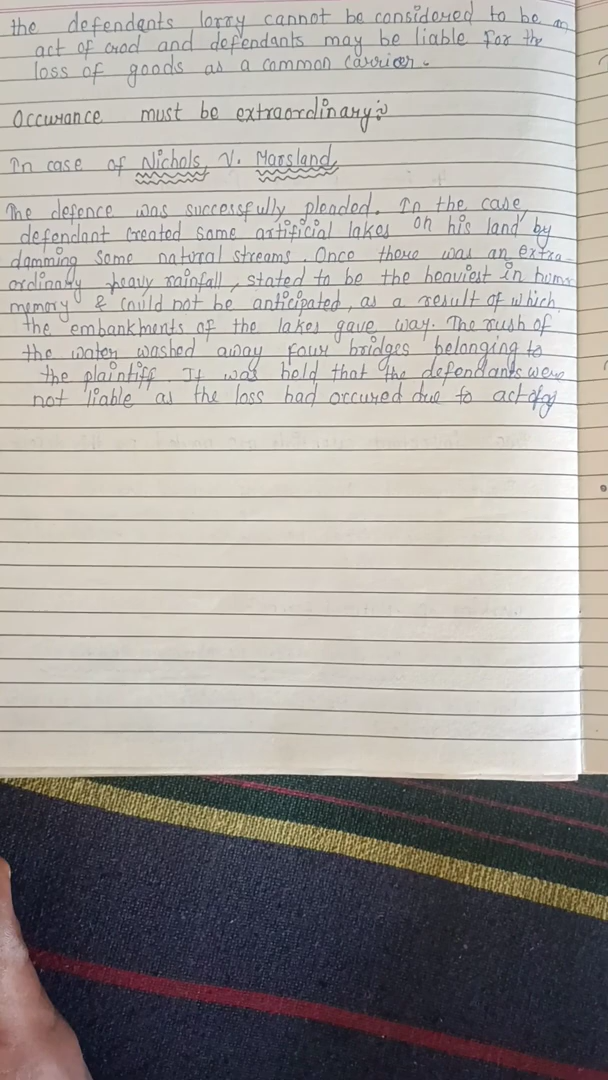 the defendants lorry cannot be considered to be an
act of God and defendants may be liable for the
loss of goods as a common carrier.
Occurance must be extraordinary:
In case of Nichols V. Marsland,
The defence was successfully pleaded. In the case,
defendant created some artificial lakes on his land by
damming some natural streams. Once there was an extra-
ordinary heavy rainfall, stated to be the heaviest in human
memory & could not be anticipated, as a result of which
the embankments of the lakes gave way. The rush of
the water washed away four bridges belonging to
the plaintiff. It was held that the defendants were
not liable as the loss had occured due to act of